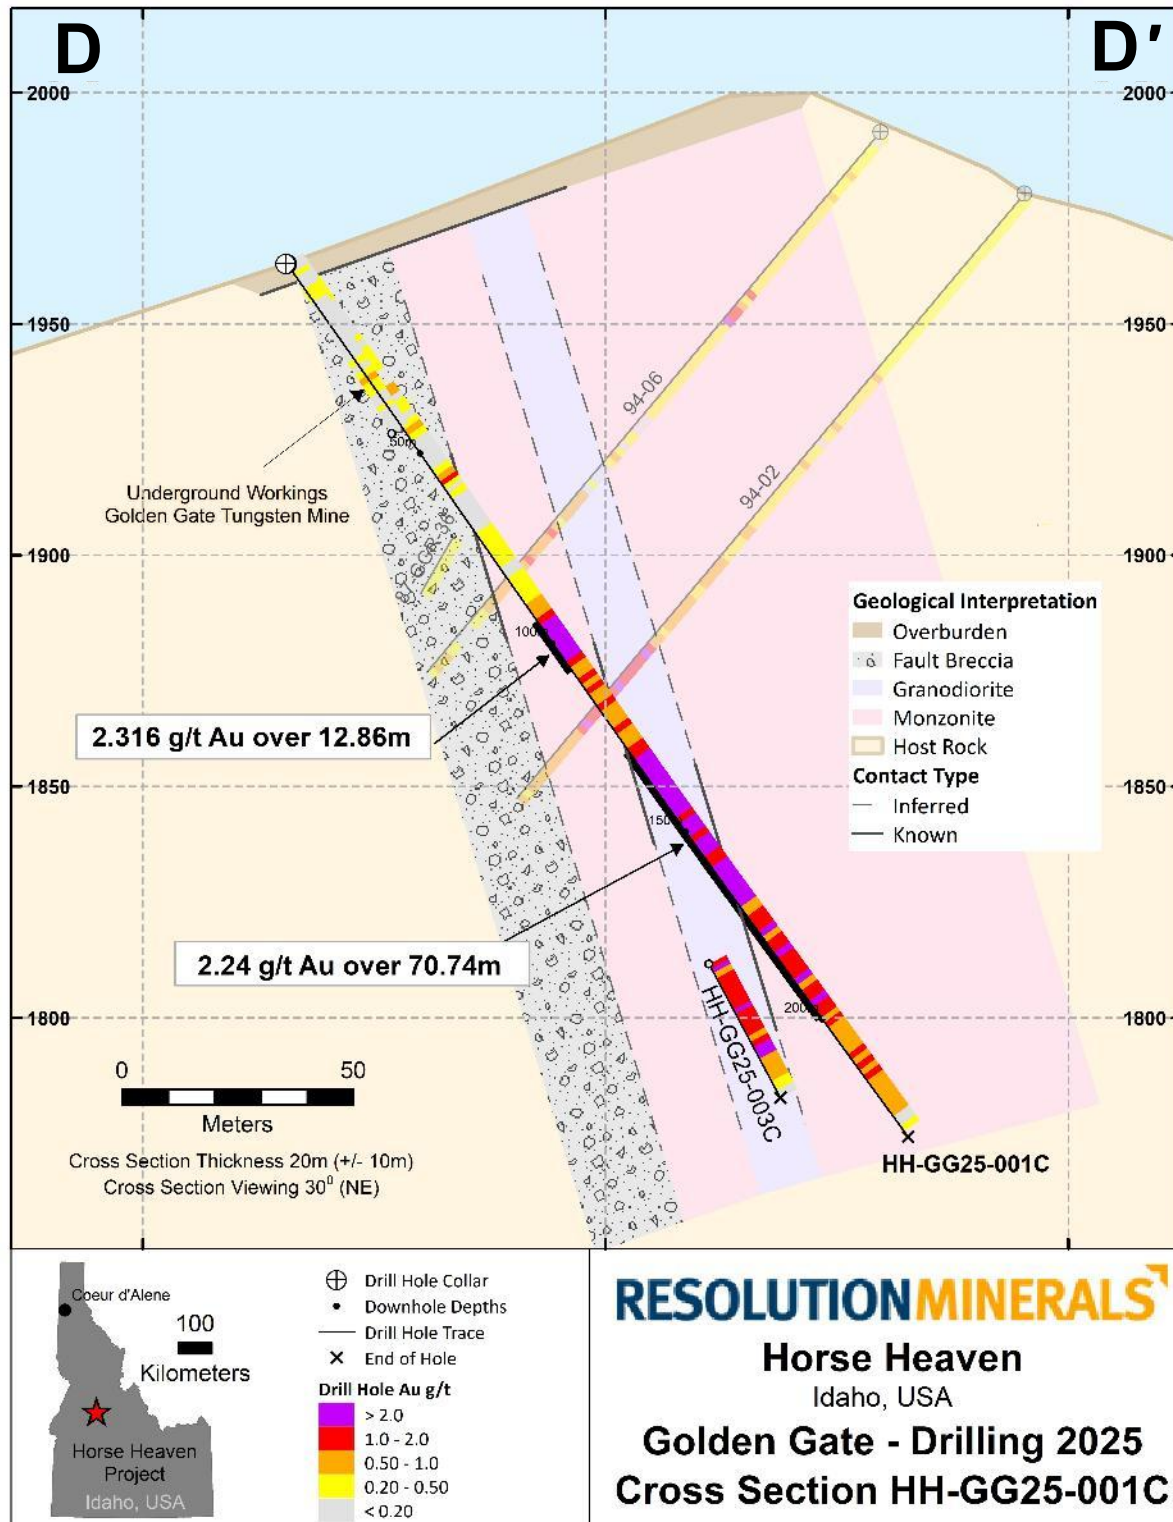 D
D'
2000
2000
1950
1950
94-06
94-02
50m
Underground Workings
Golden Gate Tungsten Mine
1900
1900
100m
Geological Interpretation
Overburden
Fault Breccia
Granodiorite
Monzonite
Host Rock
Contact Type
Inferred
Known
2.316 g/t Au over 12.86m
1850
1850
2.24 g/t Au over 70.74m
1800
1800
HH-GG25-003C
HH-GG25-001C
0
50
Meters
Cross Section Thickness 20m (+/- 10m)
Cross Section Viewing 30⁰ (NE)
Coeur d'Alene
100
Kilometers
Horse Heaven
Project
Idaho, USA
Drill Hole Collar
Downhole Depths
Drill Hole Trace
End of Hole
Drill Hole Au g/t
> 2.0
1.0 - 2.0
0.50 - 1.0
0.20 - 0.50
< 0.20
RESOLUTIONMINERALS
Horse Heaven
Idaho, USA
Golden Gate - Drilling 2025
Cross Section HH-GG25-001C